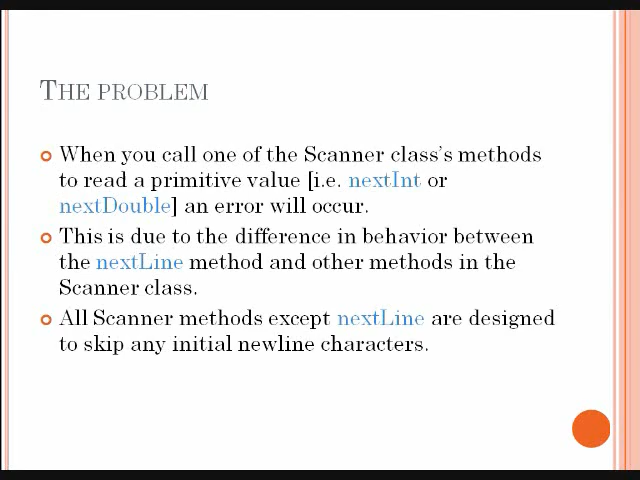 THE PROBLEM
When you call one of the Scanner class's methods
to read a primitive value [i.e. nextInt or
nextDouble] an error will occur.
This is due to the difference in behavior between
the nextLine method and other methods in the
Scanner class.
All Scanner methods except nextLine are designed
to skip any initial newline characters.